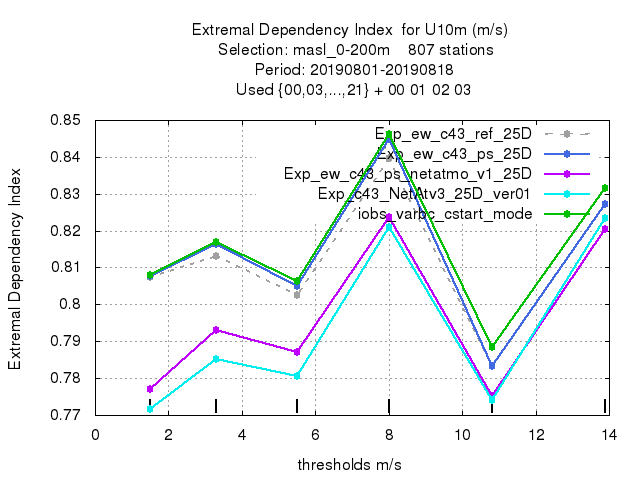 Extremal Dependency Index  for U10m (m/s)
Selection: masl_0-200m    807 stations
Period: 20190801-20190818
Used {00,03,...,21} + 00 01 02 03
Extremal Dependency Index
0.85
0.84
0.83
0.82
0.81
0.8
0.79
0.78
0.77
Exp_ew_c43_ref_25D
Exp_ew_c43_ps_25D
Exp_ew_c43_ps_netatmo_v1_25D
Exp_c43_NetAtv3_25D_ver01
iobs_varbc_cstart_mode
0 2 4 6 8 10 12 14
thresholds m/s